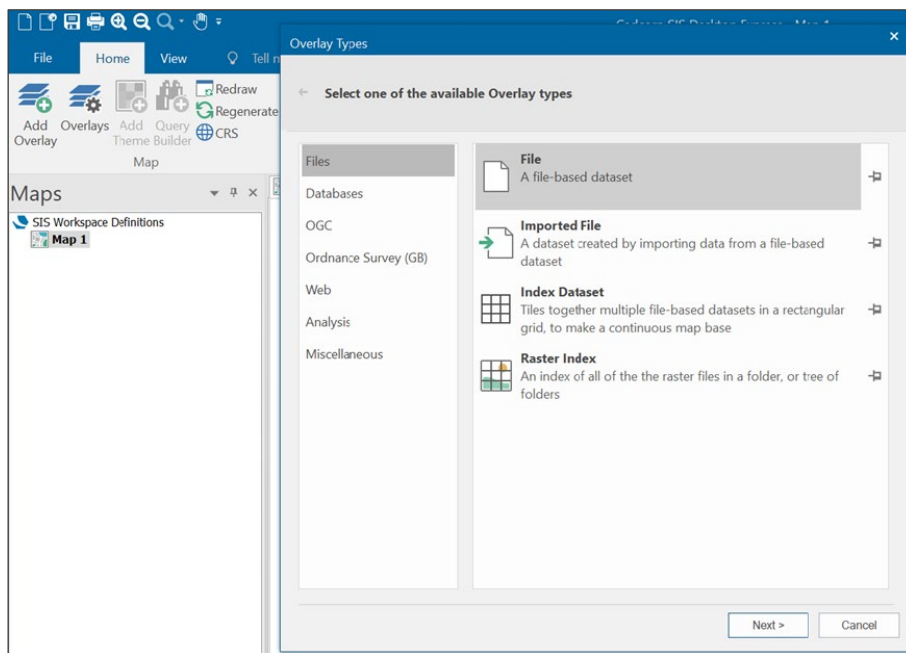 Overlay Types
File
Home
View
Tell
Select one of the available Overlay types
Add
Overlay
Overlays
Add
Theme
Query
Builder
Redraw
Regenerate
CRS
Map
Maps
SIS Workspace Definitions
Map 1
Files
Databases
OGC
Ordnance Survey (GB)
Web
Analysis
Miscellaneous
File
A file-based dataset
Imported File
A dataset created by importing data from a file-based
dataset
Index Dataset
Tiles together multiple file-based datasets in a rectangular
grid, to make a continuous map base
Raster Index
An index of all of the the raster files in a folder, or tree of
folders
Next >
Cancel